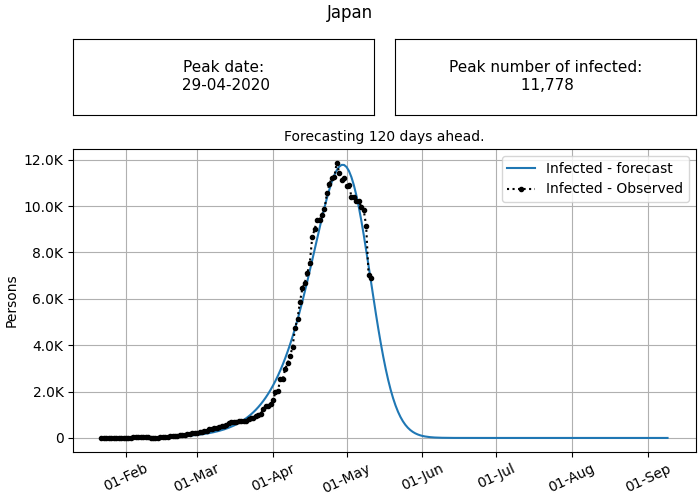 Japan
Peak date:
29-04-2020
Peak number of infected:
11,778
Forecasting 120 days ahead.
Infected - forecast
Infected - Observed
12.0K
10.0K
8.0K
6.0K
4.0K
2.0K
0
Persons
01-Feb
01-Mar
01-Apr
01-May
01-Jun
01-Jul
01-Aug
01-Sep